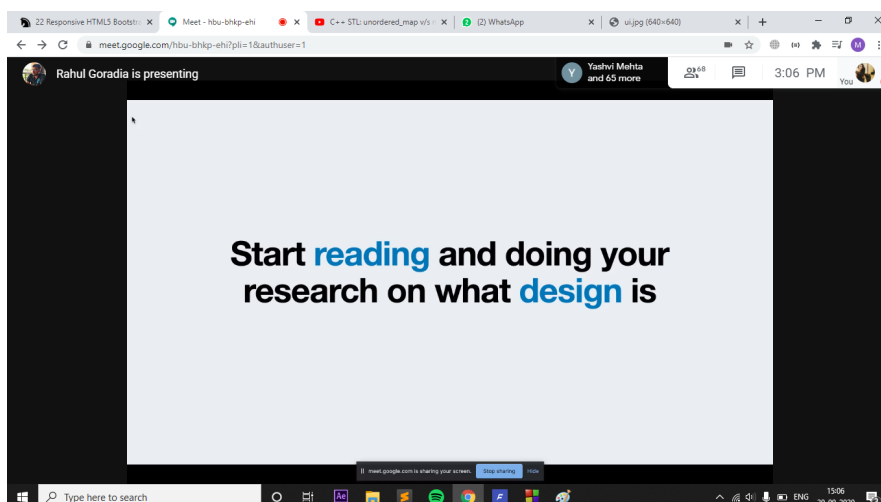 22 Responsive HTML5 Bootstr
Meet - hbu-bhkp-ehi
C++ STL: unordered_map v/s
(2) WhatsApp
ui.jpg (640×640)
meet.google.com/hbu-bhkp-ehi?pli=1&authuser=1
M
Rahul Goradia is presenting
Y
Yashvi Mehta
and 65 more
68
3:06 PM
You
Start reading and doing your
research on what design is
meet.google.com is sharing your screen.
Stop sharing
Hide
Type here to search
Ae
ENG
15:06